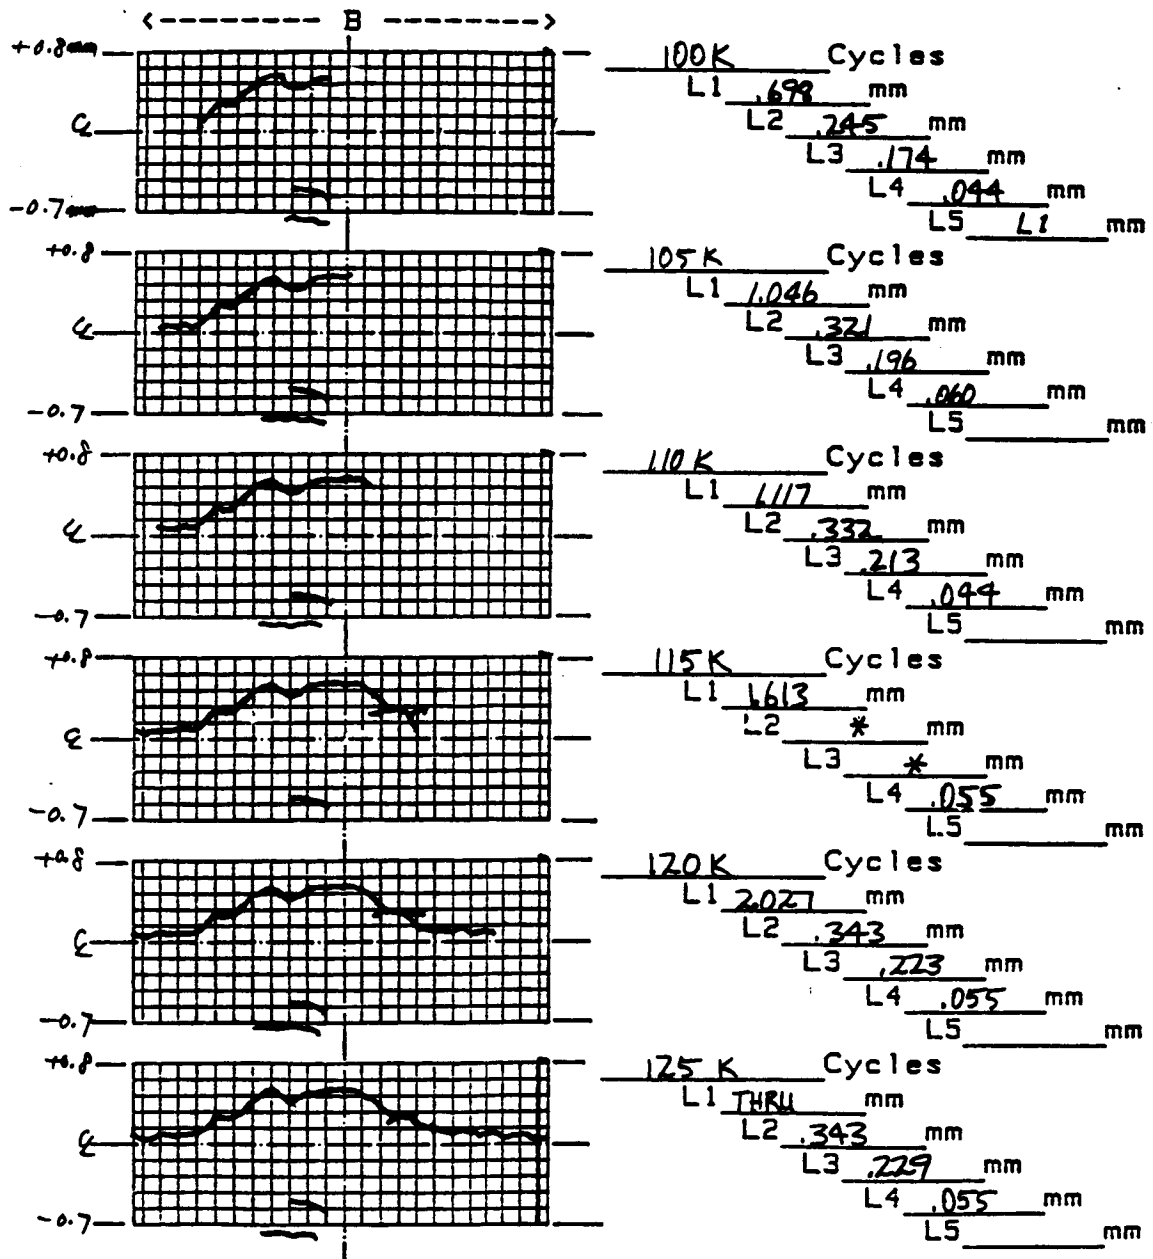 B
+0.8mm
100K Cycles
L1 .698 mm
℄
L2 .245 mm
L3 .174 mm
L4 .044 mm
-0.7mm
L5 L1 mm
+0.8
105K Cycles
L1 1.046 mm
℄
L2 .321 mm
L3 .196 mm
L4 .060 mm
-0.7
L5 mm
+0.8
110K Cycles
L1 1.117 mm
℄
L2 .332 mm
L3 .213 mm
L4 .044 mm
-0.7
L5 mm
+0.8
115K Cycles
L1 1.613 mm
℄
L2 * mm
L3 * mm
L4 .055 mm
-0.7
L5 mm
+0.8
120K Cycles
L1 2.027 mm
℄
L2 .343 mm
L3 .223 mm
L4 .055 mm
-0.7
L5 mm
+0.8
125K Cycles
L1 THRU mm
℄
L2 .343 mm
L3 .229 mm
L4 .055 mm
-0.7
L5 mm